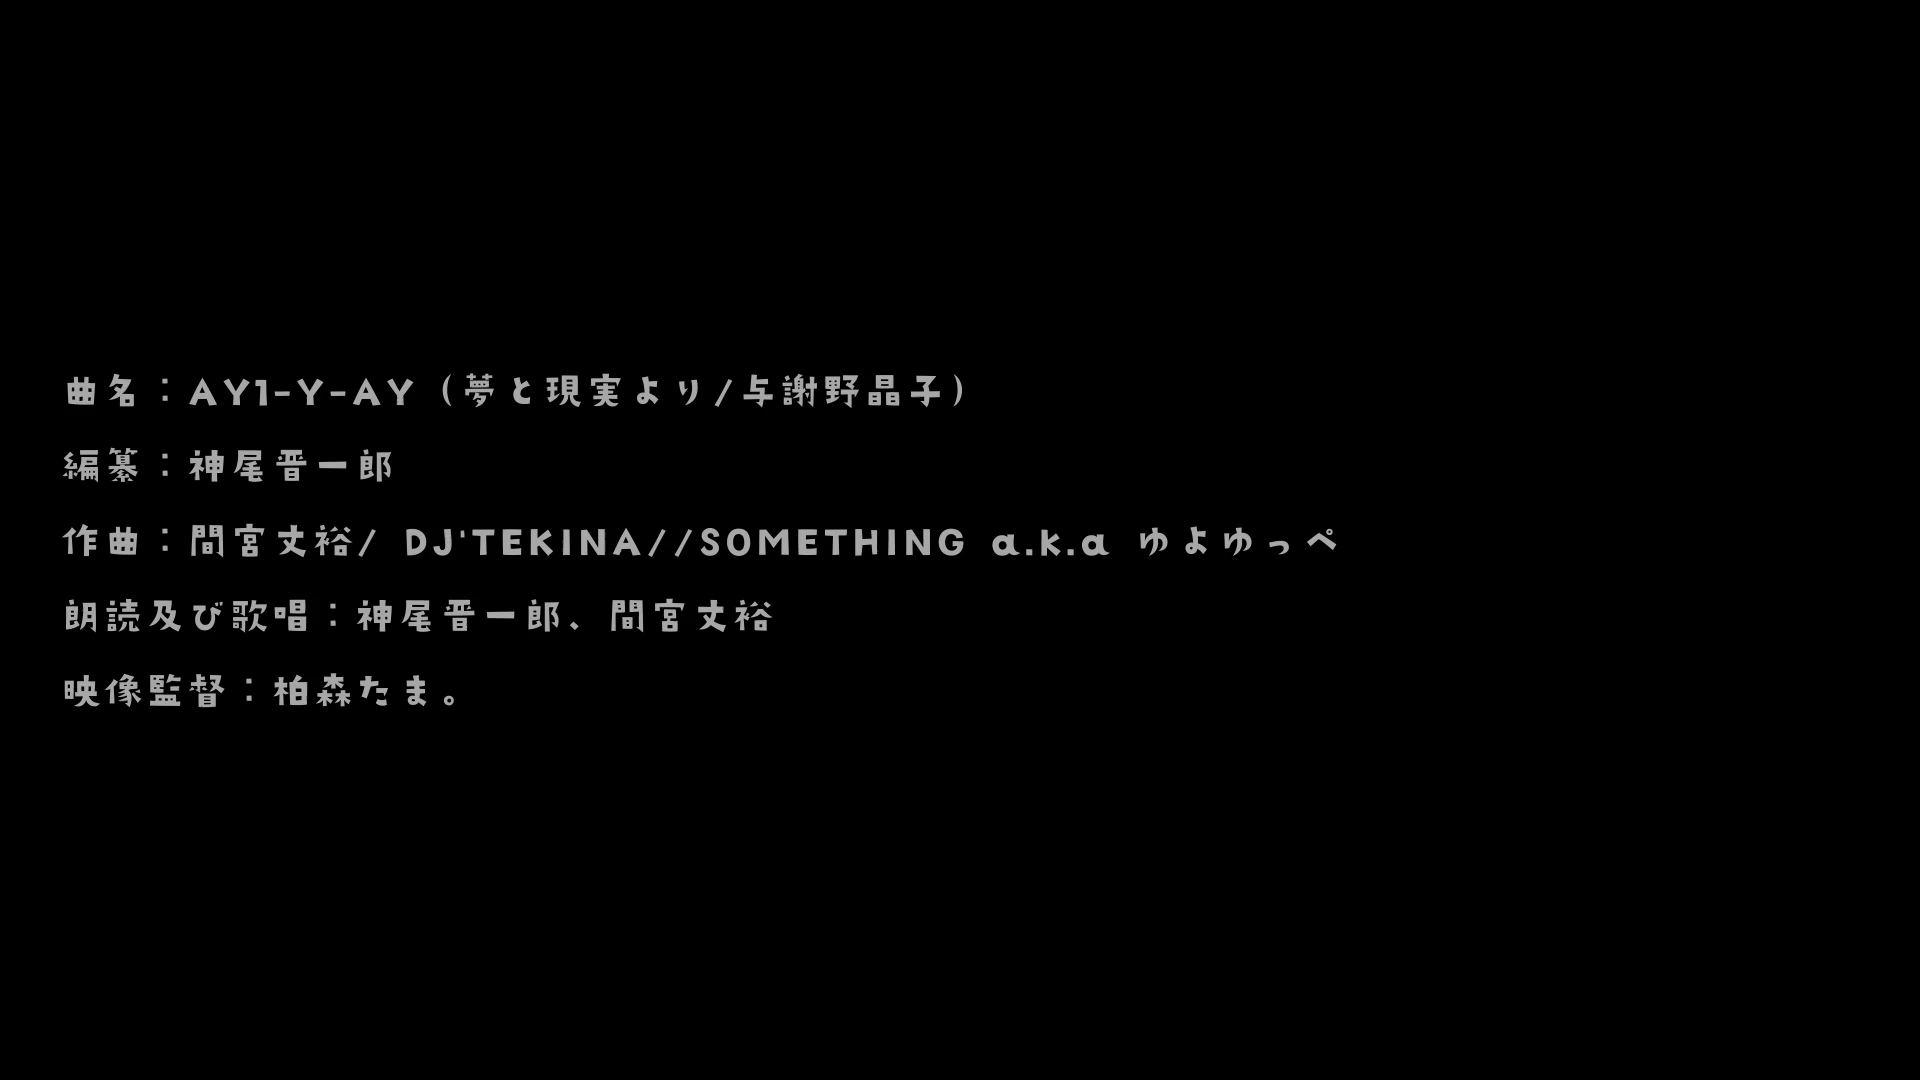 曲名：AY1-Y-AY（夢と現実より/与謝野晶子）
編纂：神尾晋一郎
作曲：間宮丈裕/ DJ'TEKINA//SOMETHING a.k.a ゆよゆっぺ
朗読及び歌唱：神尾晋一郎、間宮丈裕
映像監督：柏森たま。